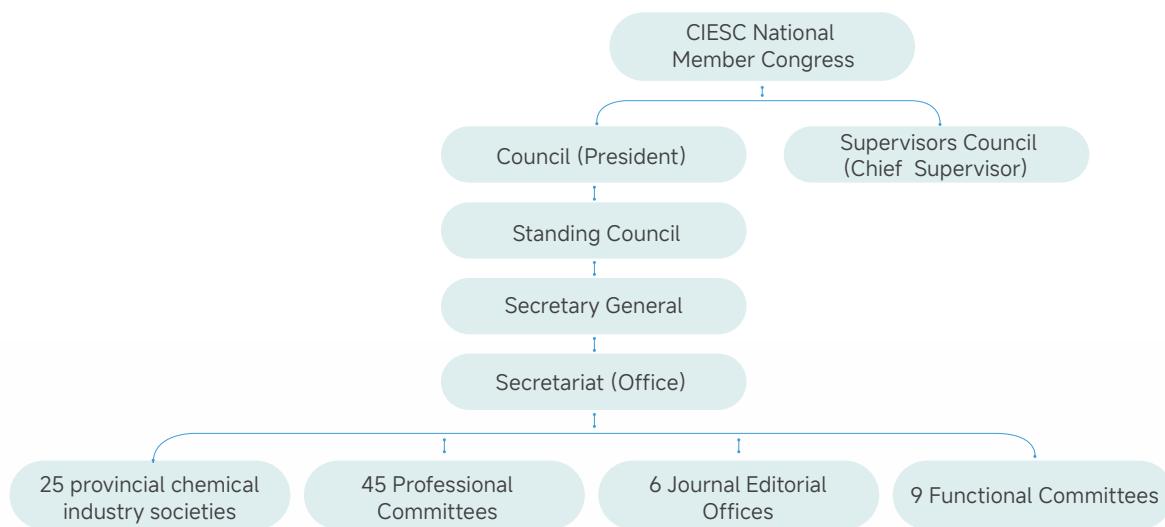 CIESC National
Member Congress
Council (President)
Supervisors Council
(Chief Supervisor)
Standing Council
Secretary General
Secretariat (Office)
25 provincial chemical
industry societies
45 Professional
Committees
6 Journal Editorial
Offices
9 Functional Committees